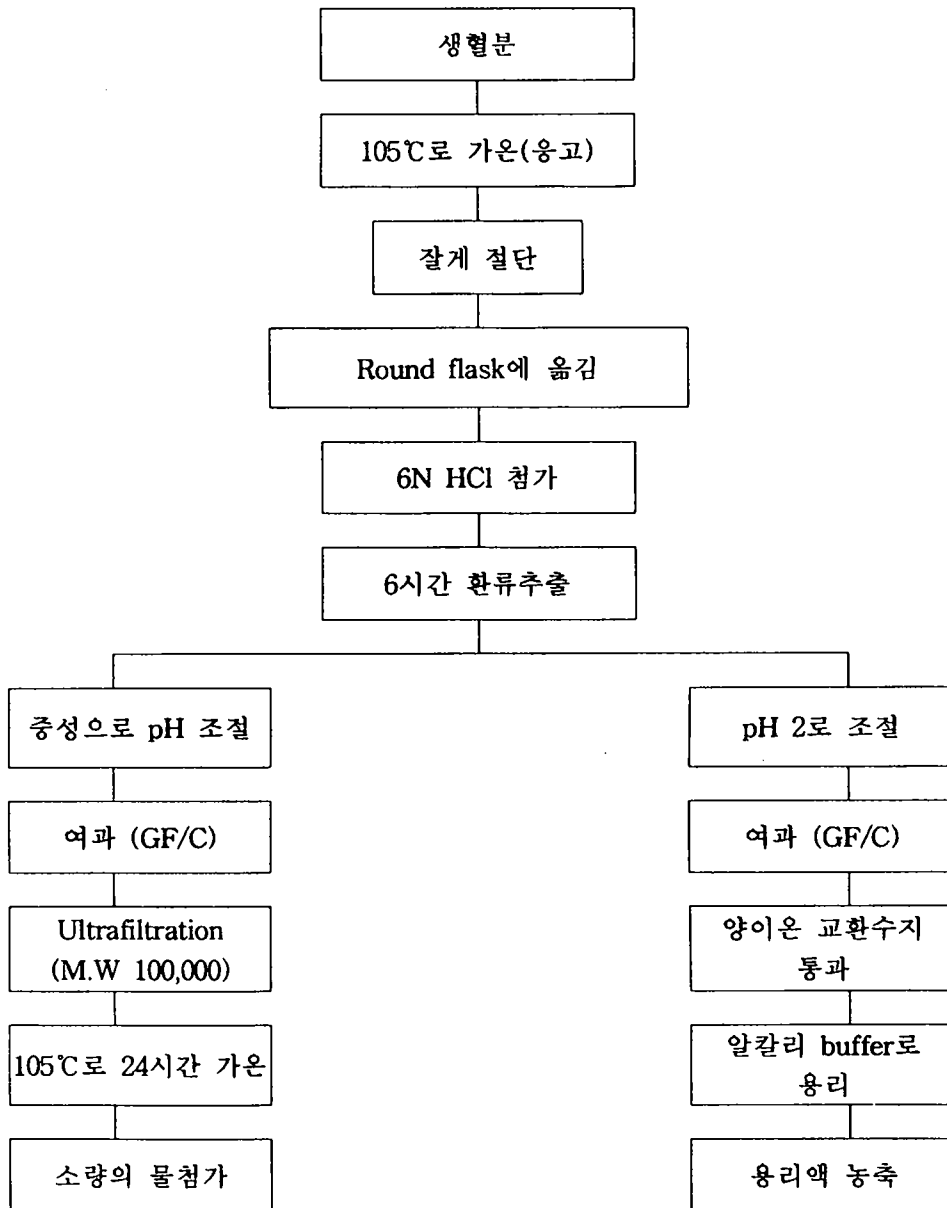 생혈분
105℃로 가온(응고)
잘게 절단
Round flask에 옮김
6N HCl 첨가
6시간 환류추출
중성으로 pH 조절
여과 (GF/C)
Ultrafiltration
(M.W 100,000)
105℃로 24시간 가온
소량의 물첨가
pH 2로 조절
여과 (GF/C)
양이온 교환수지
통과
알칼리 buffer로
용리
용리액 농축